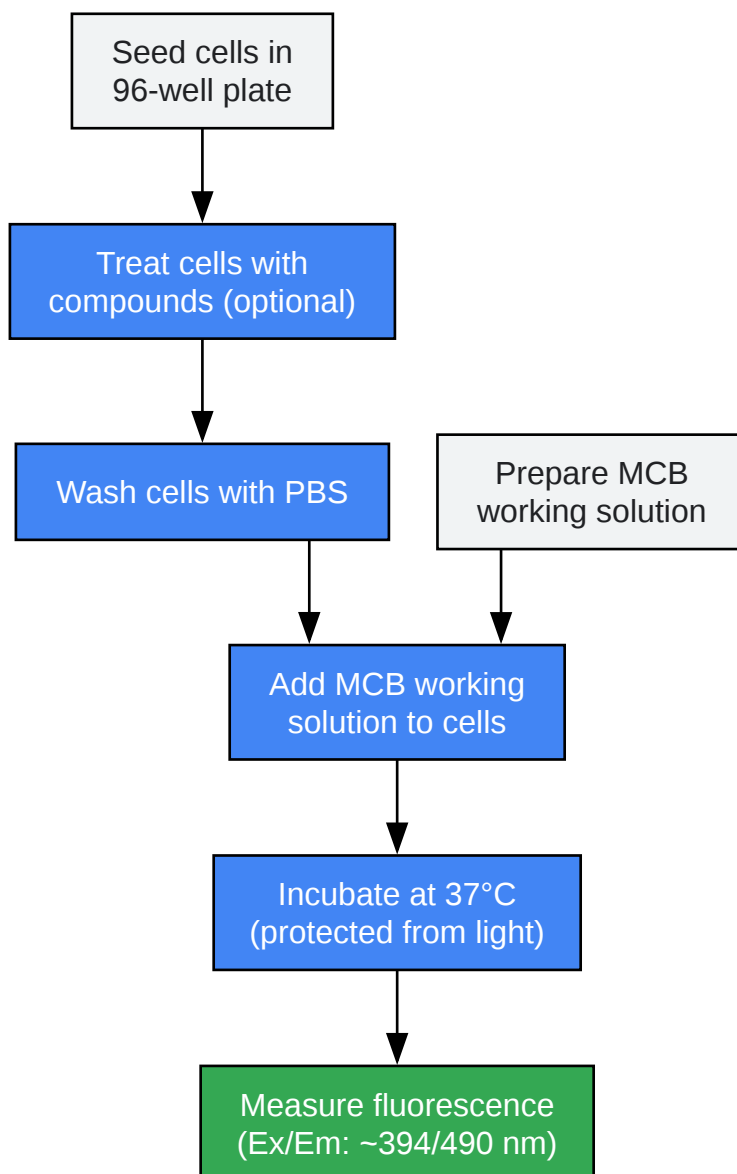 Seed cells in
96-well plate
Treat cells with
compounds (optional)
Wash cells with PBS
Prepare MCB
working solution
Add MCB working
solution to cells
Incubate at 37°C
(protected from light)
Measure fluorescence
(Ex/Em: ~394/490 nm)